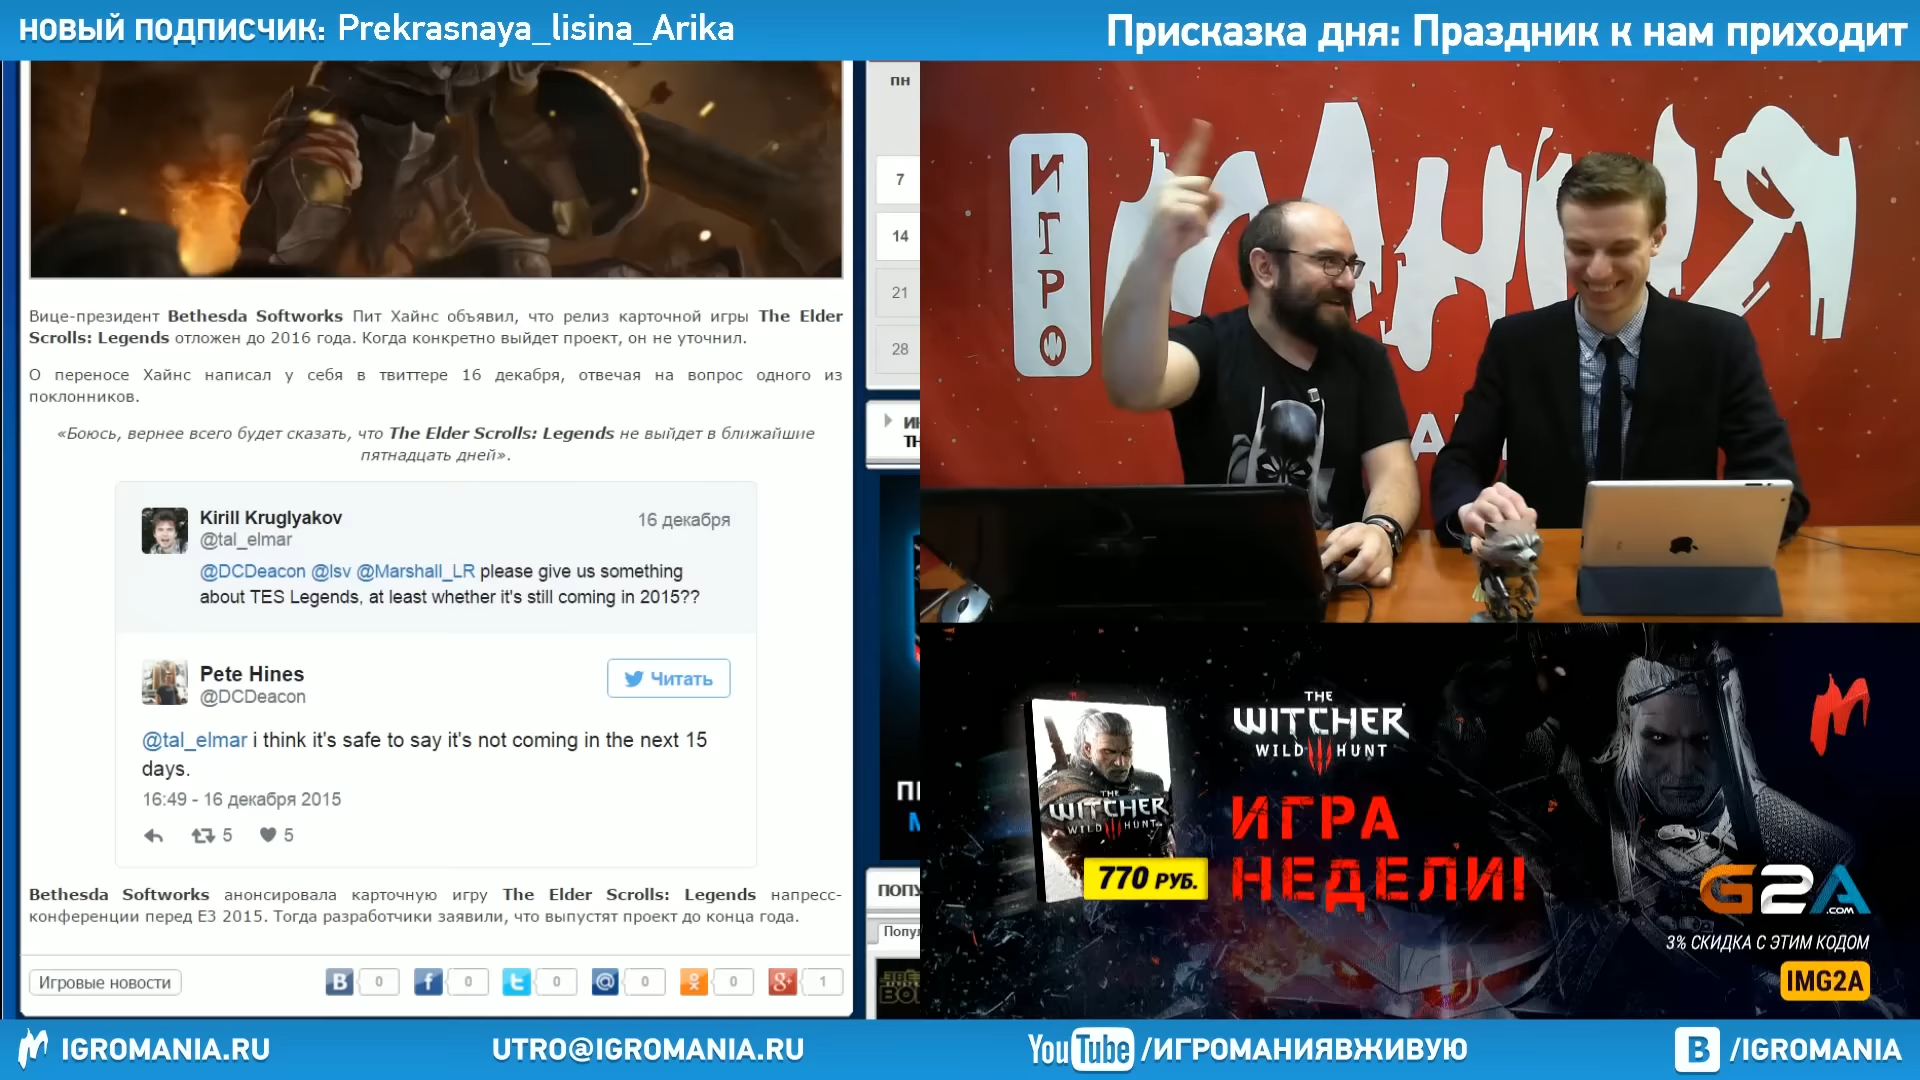 НОВЫЙ ПОДПИСЧИК: Prekrasnaya_lisina_Arika
Присказка дня: Праздник к нам приходит
Вице-президент Bethesda Softworks Пит Хайнс объявил, что релиз карточной игры The Elder
Scrolls: Legends отложен до 2016 года. Когда конкретно выйдет проект, он не уточнил.
О переносе Хайнс написал у себя в твиттере 16 декабря, отвечая на вопрос одного из
поклонников.
«Боюсь, вернее всего будет сказать, что The Elder Scrolls: Legends не выйдет в ближайшие
пятнадцать дней».
Kirill Kruglyakov
16 декабря
@tal_elmar
@DCDeacon @lsv @Marshall_LR please give us something
about TES Legends, at least whether it's still coming in 2015??
Pete Hines
@DCDeacon
Читать
@tal_elmar i think it's safe to say it's not coming in the next 15
days.
16:49 - 16 декабря 2015
5 5
Bethesda Softworks анонсировала карточную игру The Elder Scrolls: Legends напресс-
конференции перед E3 2015. Тогда разработчики заявили, что выпустят проект до конца года.
Игровые новости
В 0 f 0 t 0 @ 0 0 g+ 1
пн
7
14
21
28
ИГРО
МАНИЯ
THE
WITCHER
WILD III HUNT
THE
WITCHER
WILD III HUNT
770 РУБ.
ИГРА
НЕДЕЛИ!
G2A
.COM
3% СКИДКА С ЭТИМ КОДОМ
IMG2A
IGROMANIA.RU
UTRO@IGROMANIA.RU
YouTube /ИГРОМАНИЯВЖИВУЮ
В /IGROMANIA